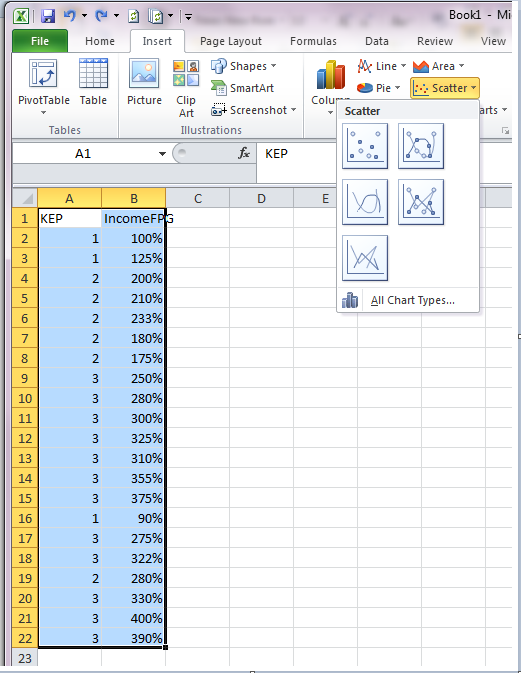 Book1 - Mi
File Home Insert Page Layout Formulas Data Review View
PivotTable Table Picture Clip Art Shapes SmartArt Screenshot Column Line Pie Area Scatter
Tables Illustrations arts
A1 fx KEP
Scatter
All Chart Types...
A B C D E
1 KEP IncomeFPG
2 1 100%
3 1 125%
4 2 200%
5 2 210%
6 2 233%
7 2 180%
8 2 175%
9 3 250%
10 3 280%
11 3 300%
12 3 325%
13 3 310%
14 3 355%
15 3 375%
16 1 90%
17 3 275%
18 3 322%
19 2 280%
20 3 330%
21 3 400%
22 3 390%
23